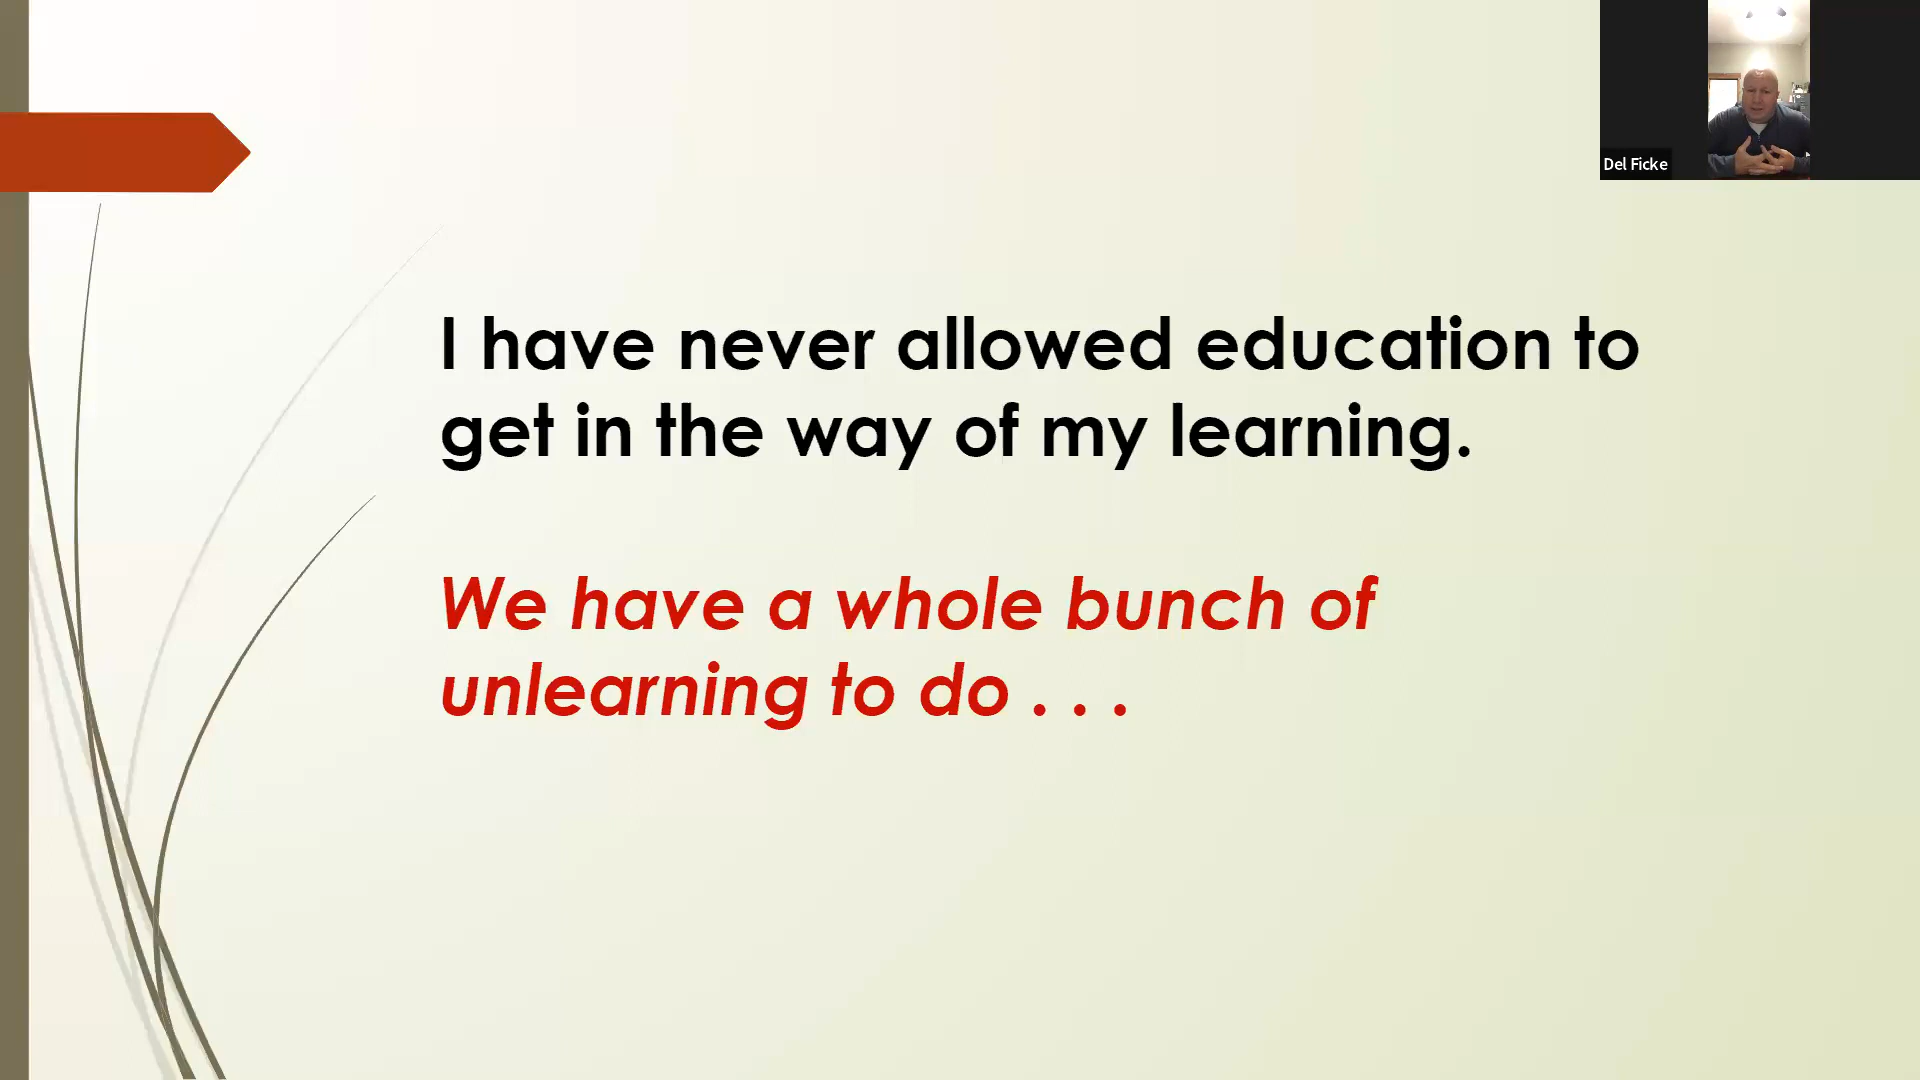 Del Ficke
I have never allowed education to
get in the way of my learning.
We have a whole bunch of
unlearning to do . . .